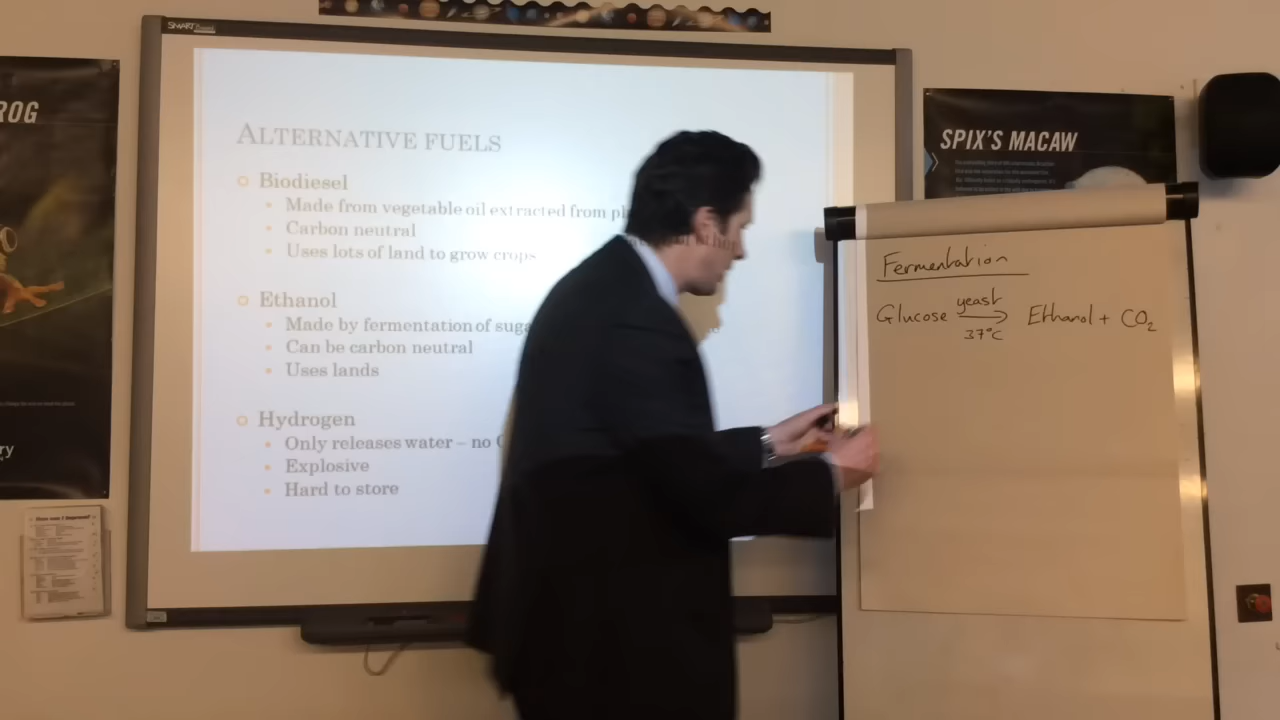 SMART
ROG
ALTERNATIVE FUELS
Biodiesel
Made from vegetable oil extracted from
Carbon neutral
Uses lots of land to grow crops
Ethanol
Made by fermentation of
Can be carbon neutral
Uses lands
Hydrogen
Only releases water – no
Explosive
Hard to store
SPIX'S MACAW
Fermentation
Glucose yeast → Ethanol + CO₂
37°C
ry